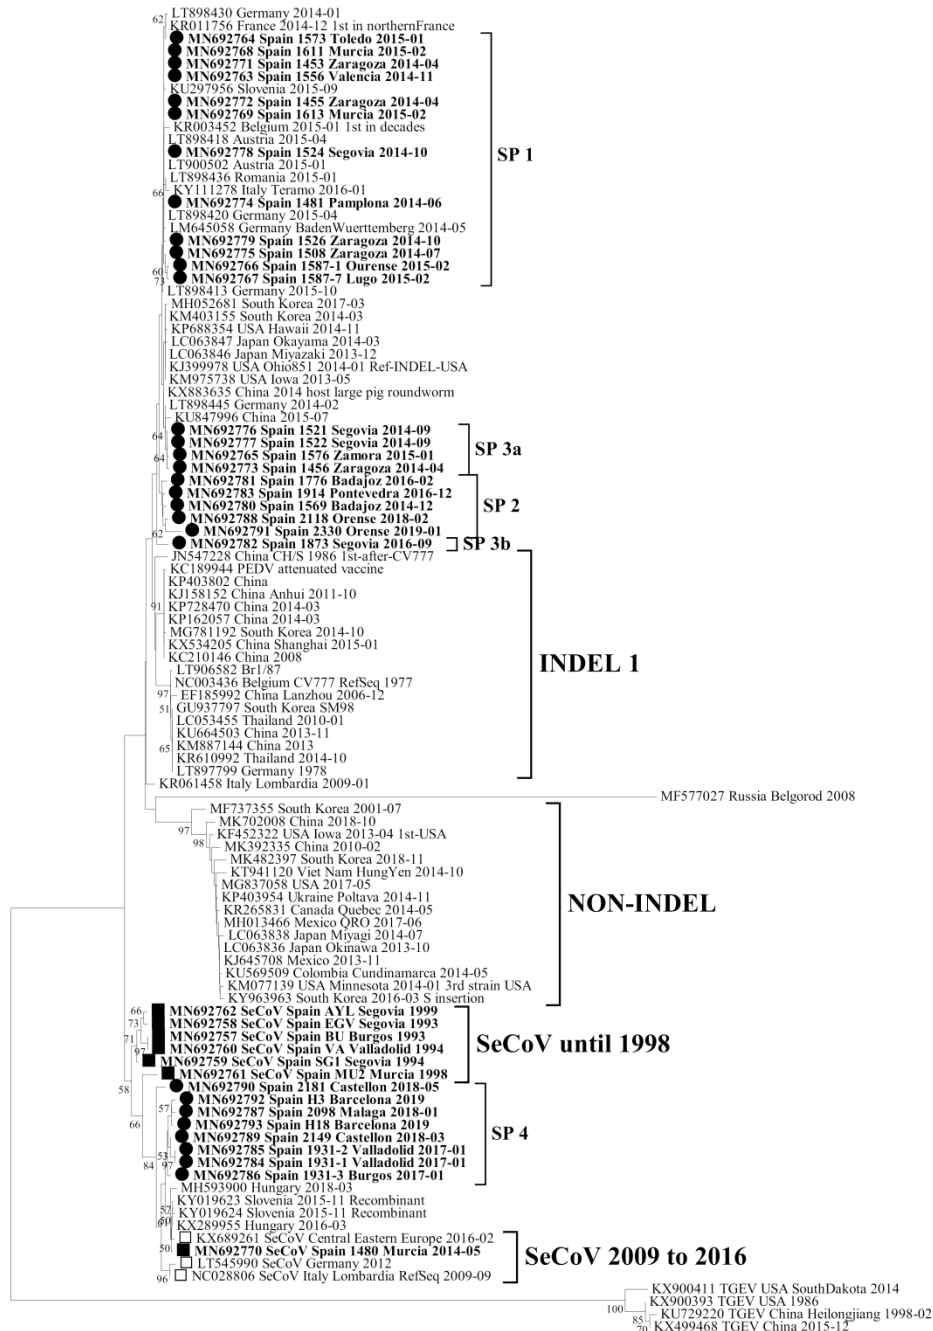 LT898430 Germany 2014-01
62
KR011756 France 2014-12 1st in northernFrance
MN692764 Spain 1573 Toledo 2015-01
MN692768 Spain 1611 Murcia 2015-02
MN692771 Spain 1453 Zaragoza 2014-04
MN692763 Spain 1556 Valencia 2014-11
KU297956 Slovenia 2015-09
MN692772 Spain 1455 Zaragoza 2014-04
MN692769 Spain 1613 Murcia 2015-02
KR003452 Belgium 2015-01 1st in decades
LT898418 Austria 2015-04
MN692778 Spain 1524 Segovia 2014-10
SP 1
LT900502 Austria 2015-01
LT898436 Romania 2015-01
66
KY111278 Italy Teramo 2016-01
MN692774 Spain 1481 Pamplona 2014-06
LT898420 Germany 2015-04
LM645058 Germany BadenWuerttemberg 2014-05
MN692779 Spain 1526 Zaragoza 2014-10
MN692775 Spain 1508 Zaragoza 2014-07
60
MN692766 Spain 1587-1 Ourense 2015-02
73
MN692767 Spain 1587-7 Lugo 2015-02
LT898413 Germany 2015-10
MH052681 South Korea 2017-03
KM403155 South Korea 2014-03
KP688354 USA Hawaii 2014-11
LC063847 Japan Okayama 2014-03
LC063846 Japan Miyazaki 2013-12
KJ399978 USA Ohio851 2014-01 Ref-INDEL-USA
KM975738 USA Iowa 2013-05
KX883635 China 2014 host large pig roundworm
LT898445 Germany 2014-02
KU847996 China 2015-07
MN692776 Spain 1521 Segovia 2014-09
64
MN692777 Spain 1522 Segovia 2014-09
SP 3a
64
MN692765 Spain 1576 Zamora 2015-01
MN692773 Spain 1456 Zaragoza 2014-04
MN692781 Spain 1776 Badajoz 2016-02
MN692783 Spain 1914 Pontevedra 2016-12
MN692780 Spain 1569 Badajoz 2014-12
SP 2
MN692788 Spain 2118 Orense 2018-02
62
MN692791 Spain 2330 Orense 2019-01
MN692782 Spain 1873 Segovia 2016-09
SP 3b
JN547228 China CH/S 1986 1st-after-CV777
KC189944 PEDV attenuated vaccine
KP403802 China
KJ158152 China Anhui 2011-10
91
KP728470 China 2014-03
KP162057 China 2014-03
MG781192 South Korea 2014-10
KX534205 China Shanghai 2015-01
KC210146 China 2008
INDEL 1
LT906582 Br1/87
NC003436 Belgium CV777 RefSeq 1977
97
EF185992 China Lanzhou 2006-12
51
GU937797 South Korea SM98
LC053455 Thailand 2010-01
KU664503 China 2013-11
65
KM887144 China 2013
KR610992 Thailand 2014-10
LT897799 Germany 1978
KR061458 Italy Lombardia 2009-01
MF577027 Russia Belgorod 2008
MF737355 South Korea 2001-07
MK702008 China 2018-10
97
KF452322 USA Iowa 2013-04 1st-USA
98
MK392335 China 2010-02
MK482397 South Korea 2018-11
KT941120 Viet Nam HungYen 2014-10
MG837058 USA 2017-05
KP403954 Ukraine Poltava 2014-11
NON-INDEL
KR265831 Canada Quebec 2014-05
MH013466 Mexico QRO 2017-06
LC063838 Japan Miyagi 2014-07
LC063836 Japan Okinawa 2013-10
KJ645708 Mexico 2013-11
KU569509 Colombia Cundinamarca 2014-05
KM077139 USA Minnesota 2014-01 3rd strain USA
KY963963 South Korea 2016-03 S insertion
66
MN692762 SeCoV Spain AYL Segovia 1999
73
MN692758 SeCoV Spain EGV Segovia 1993
71
MN692757 SeCoV Spain BU Burgos 1993
SeCoV until 1998
97
MN692760 SeCoV Spain VA Valladolid 1994
MN692759 SeCoV Spain SG1 Segovia 1994
MN692761 SeCoV Spain MU2 Murcia 1998
58
MN692790 Spain 2181 Castellon 2018-05
MN692792 Spain H3 Barcelona 2019
57
MN692787 Spain 2098 Malaga 2018-01
66
MN692793 Spain H18 Barcelona 2019
SP 4
MN692789 Spain 2149 Castellon 2018-03
53
MN692785 Spain 1931-2 Valladolid 2017-01
84
MN692784 Spain 1931-1 Valladolid 2017-01
97
MN692786 Spain 1931-3 Burgos 2017-01
MH593900 Hungary 2018-03
KY019623 Slovenia 2015-11 Recombinant
57
KY019624 Slovenia 2015-11 Recombinant
KX289955 Hungary 2016-03
KX689261 SeCoV Central Eastern Europe 2016-02
50
MN692770 SeCoV Spain 1480 Murcia 2014-05
SeCoV 2009 to 2016
LT545990 SeCoV Germany 2012
96
NC028806 SeCoV Italy Lombardia RefSeq 2009-09
KX900411 TGEV USA SouthDakota 2014
100
KX900393 TGEV USA 1986
85
KU729220 TGEV China Heilongjiang 1998-02
70
KX499468 TGEV China 2015-12